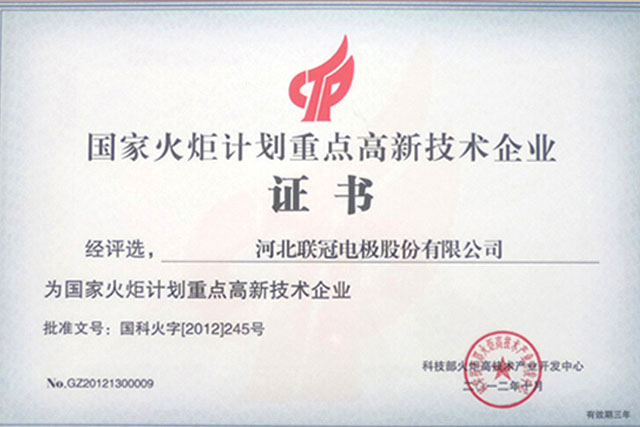 CTP
国家火炬计划重点高新技术企业
证 书
经评选， 河北联冠电极股份有限公司
为国家火炬计划重点高新技术企业
批准文号：国科火字[2012]245号
科技部火炬高技术产业开发中心
二〇一二年十月
No.GZ20121300009
有效期三年